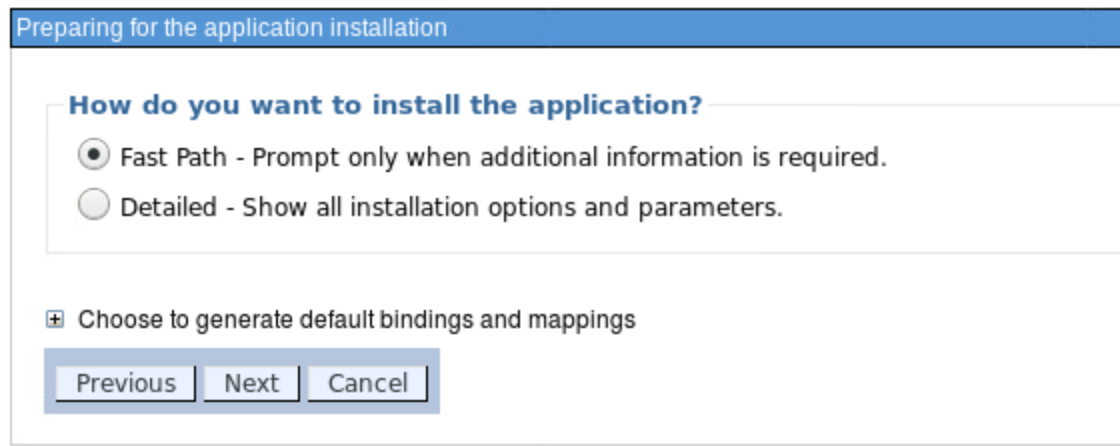 Preparing for the application installation
How do you want to install the application?
Fast Path - Prompt only when additional information is required.
Detailed - Show all installation options and parameters.
Choose to generate default bindings and mappings
Previous Next Cancel